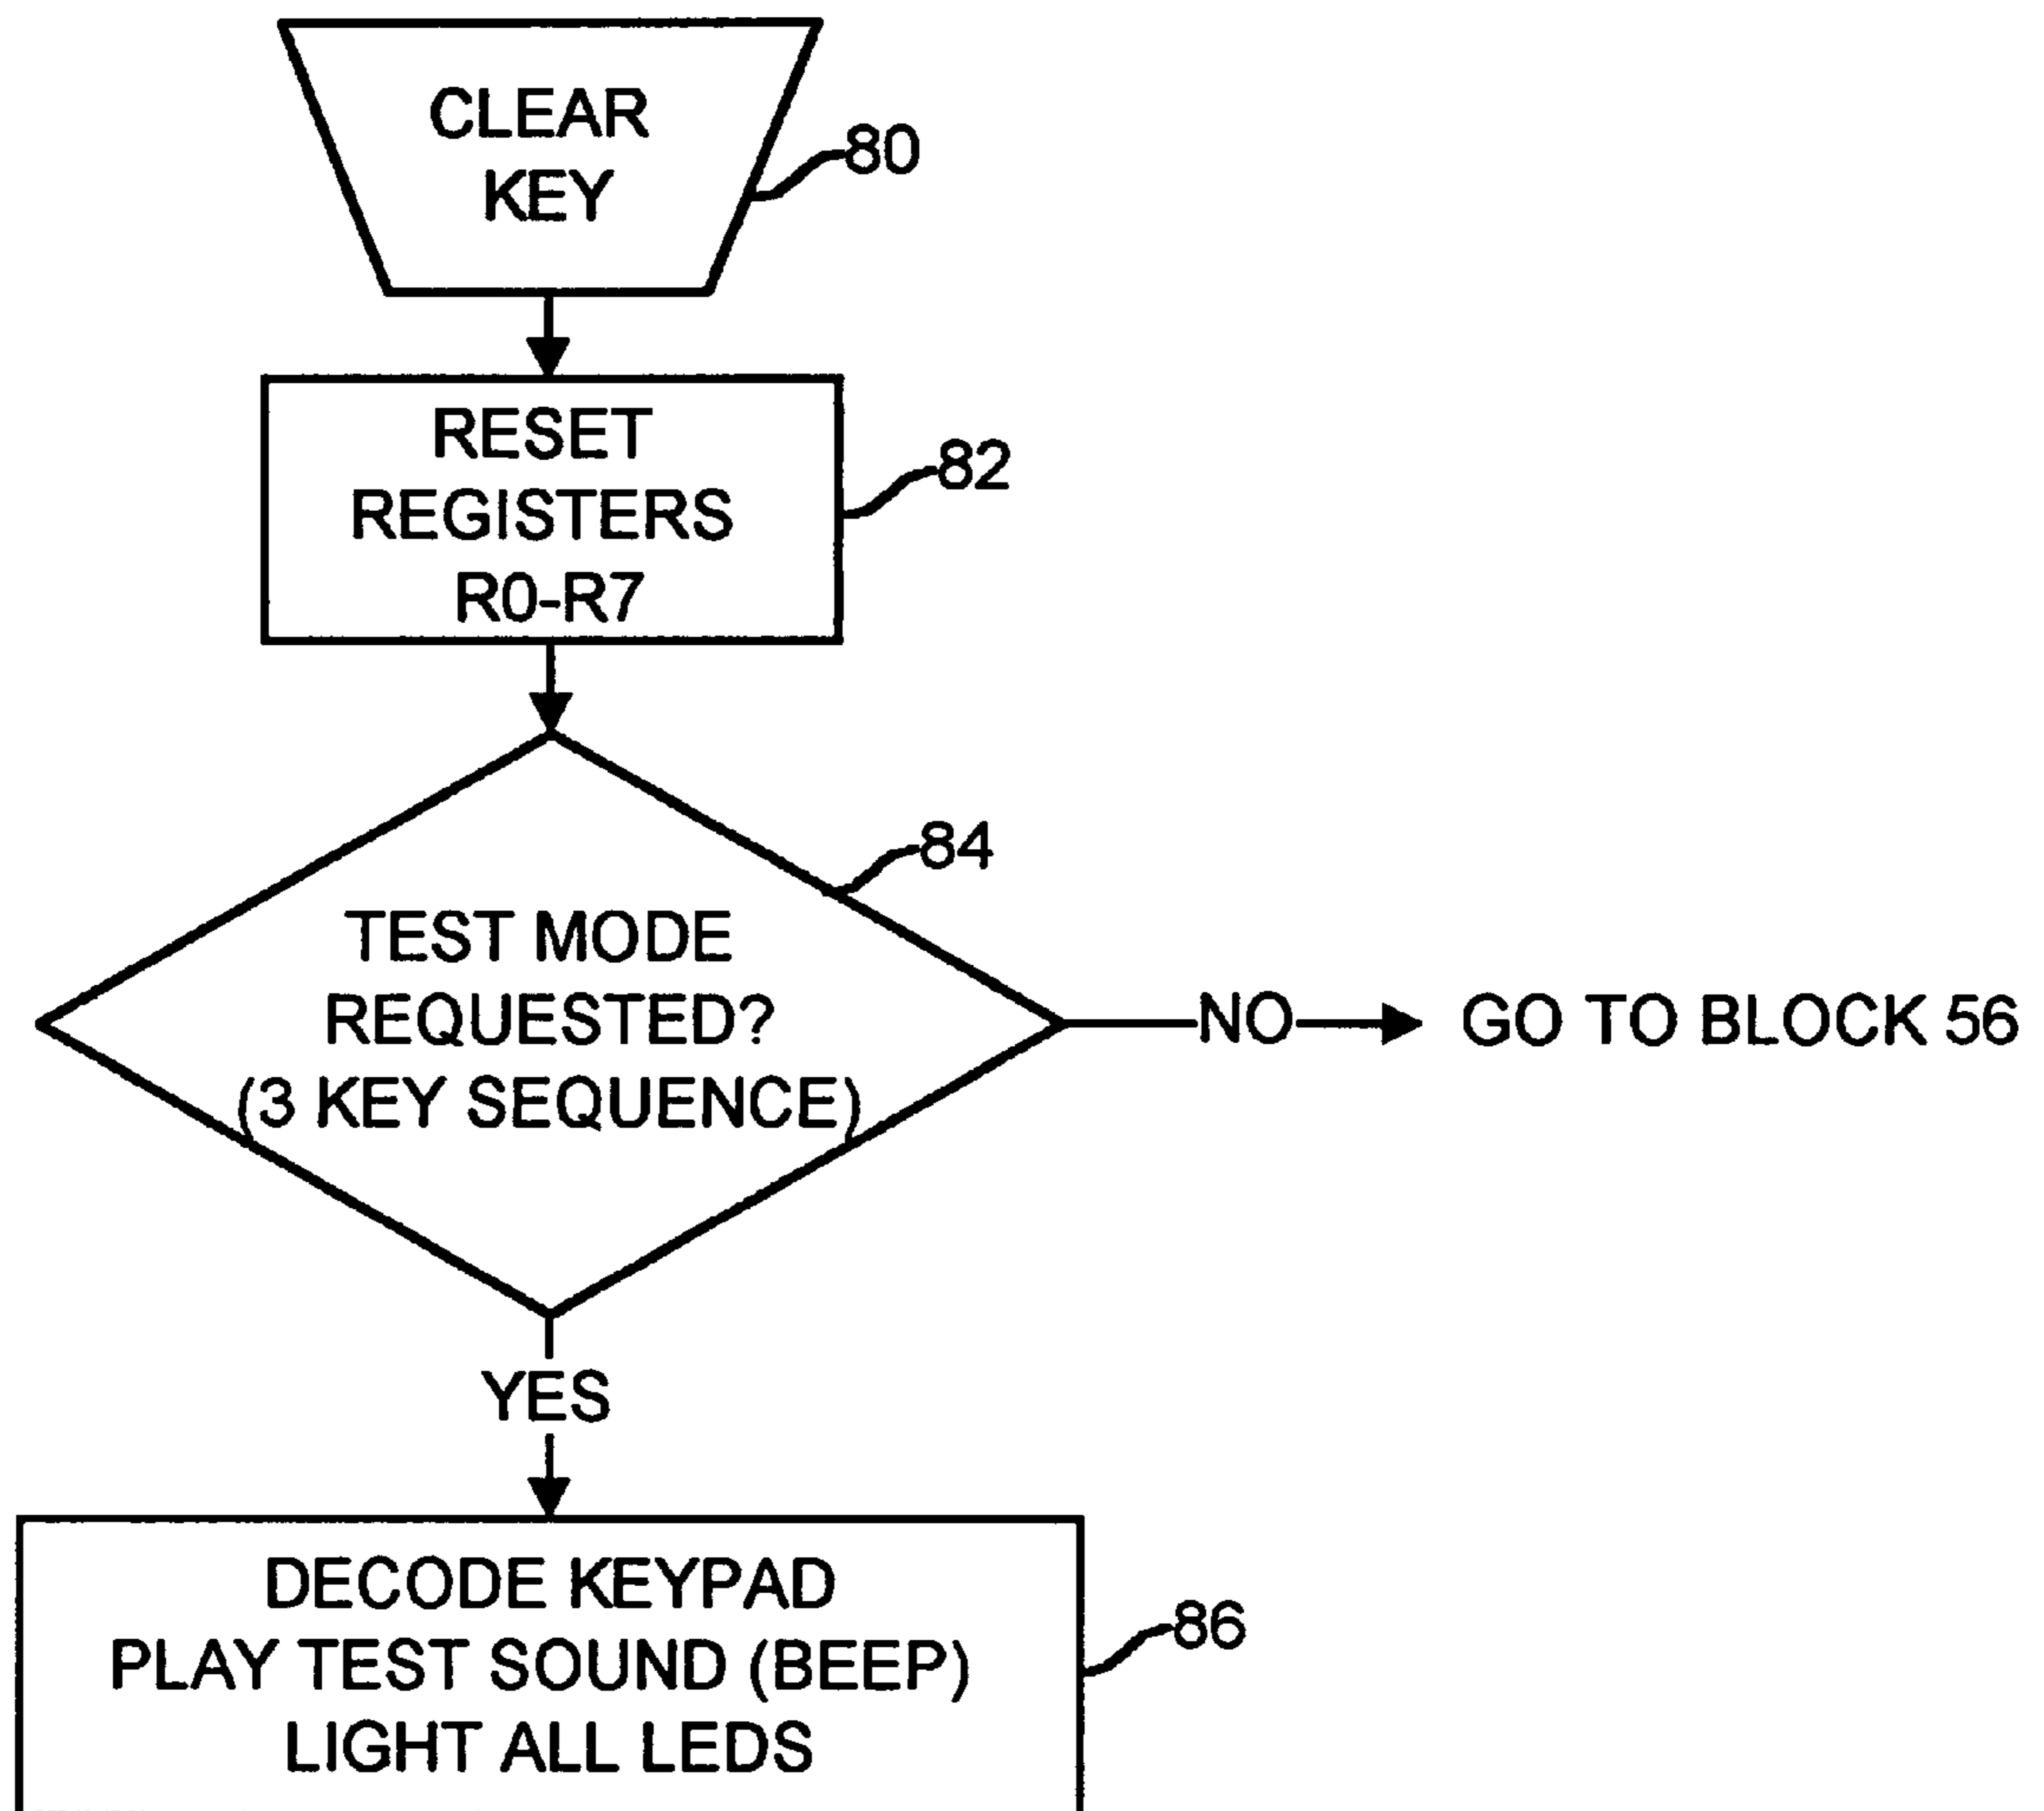 CLEAR
KEY
80
RESET
REGISTERS
R0-R7
82
84
TEST MODE
REQUESTED?
(3 KEY SEQUENCE)
NO
GO TO BLOCK 56
YES
DECODE KEYPAD
PLAY TEST SOUND (BEEP)
LIGHT ALL LEDS
86